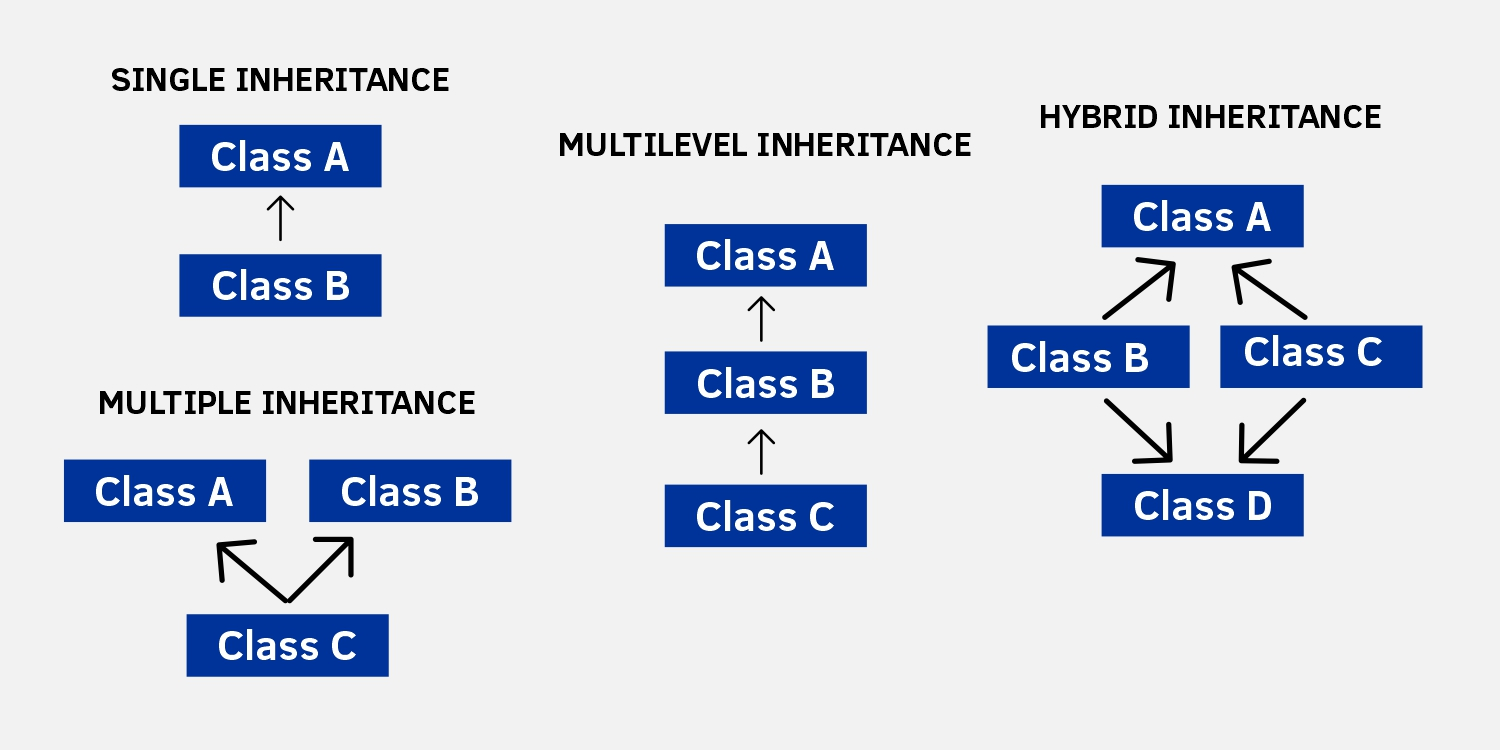 SINGLE INHERITANCE
Class A
Class B
MULTIPLE INHERITANCE
Class A
Class B
Class C
MULTILEVEL INHERITANCE
Class A
Class B
Class C
HYBRID INHERITANCE
Class A
Class B
Class C
Class D